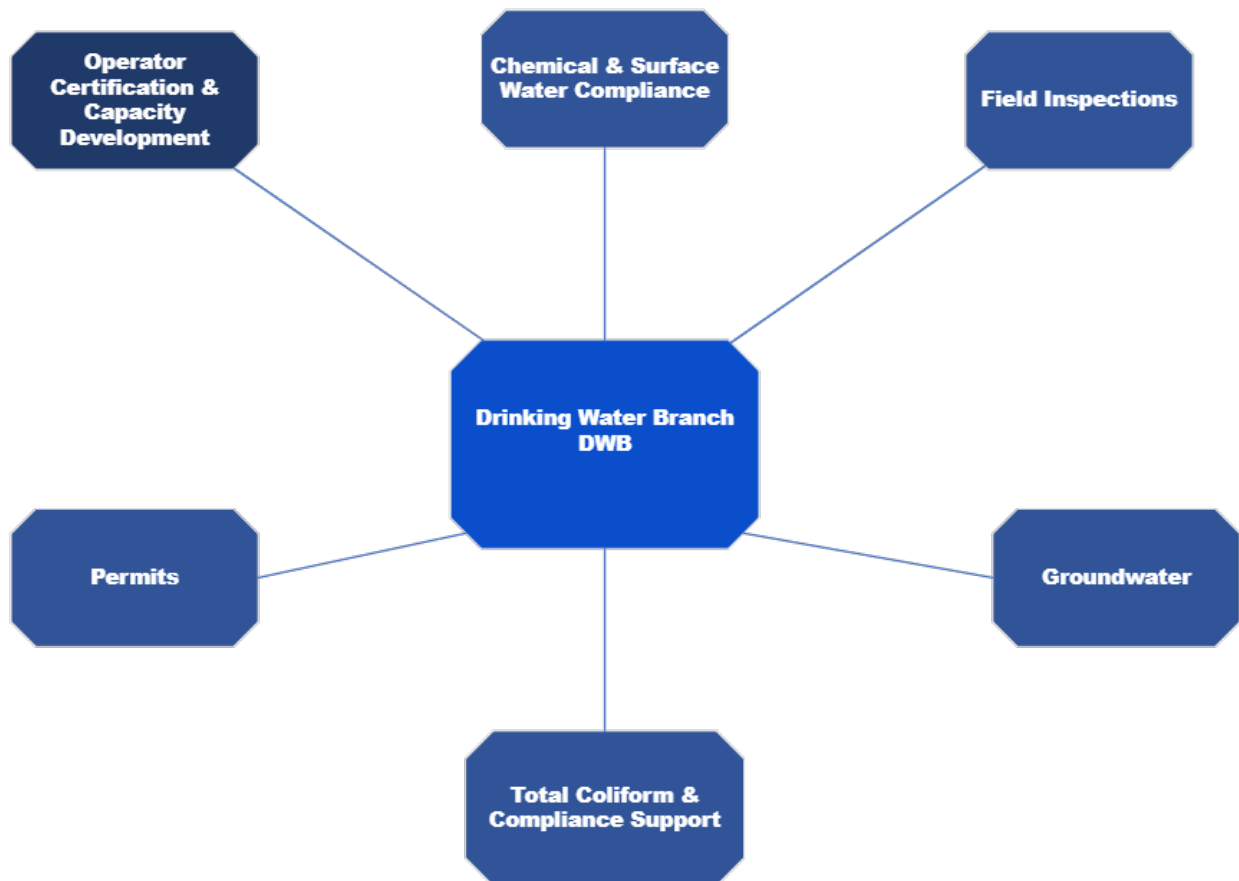 Operator
Certification &
Capacity
Development
Chemical & Surface
Water Compliance
Field Inspections
Drinking Water Branch
DWB
Permits
Groundwater
Total Coliform &
Compliance Support